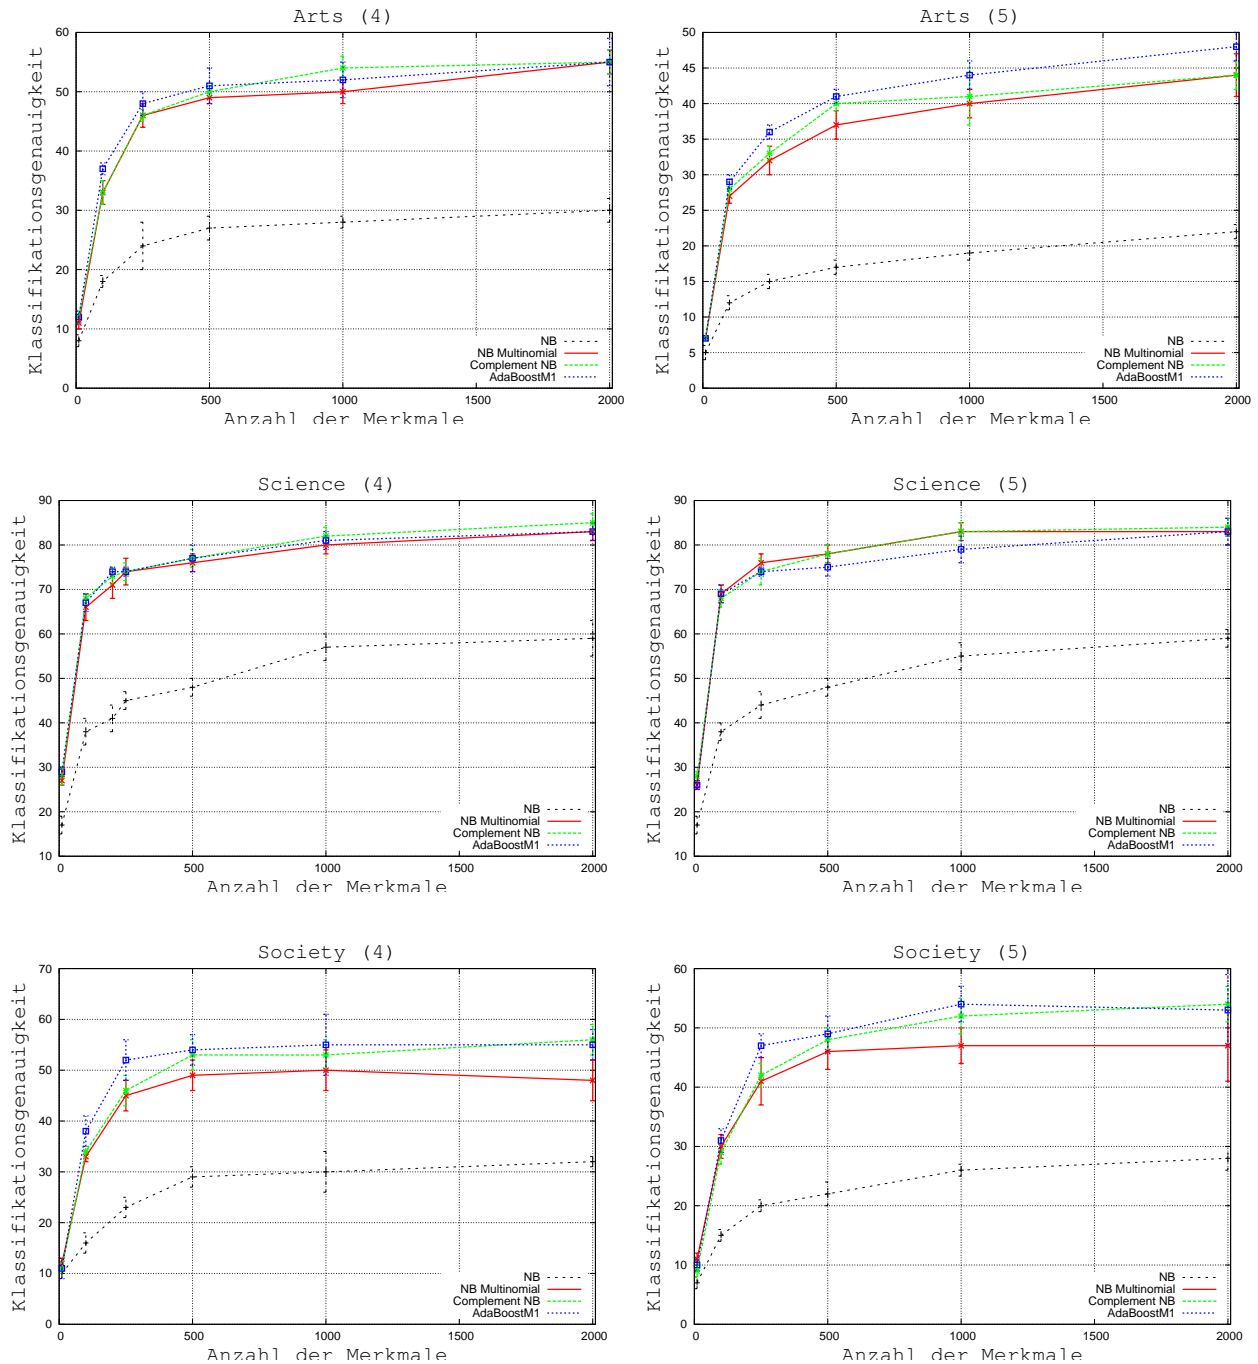 Arts (4)
Klassifikationsgenauigkeit
60
50
40
30
20
10
0
NB
NB Multinomial
Complement NB
AdaBoostM1
0 500 1000 1500 2000
Anzahl der Merkmale
Arts (5)
Klassifikationsgenauigkeit
50
45
40
35
30
25
20
15
10
5
0
NB
NB Multinomial
Complement NB
AdaBoostM1
0 500 1000 1500 2000
Anzahl der Merkmale
Science (4)
Klassifikationsgenauigkeit
90
80
70
60
50
40
30
20
10
NB
NB Multinomial
Complement NB
AdaBoostM1
0 500 1000 1500 2000
Anzahl der Merkmale
Science (5)
Klassifikationsgenauigkeit
90
80
70
60
50
40
30
20
10
NB
NB Multinomial
Complement NB
AdaBoostM1
0 500 1000 1500 2000
Anzahl der Merkmale
Society (4)
Klassifikationsgenauigkeit
70
60
50
40
30
20
10
0
NB
NB Multinomial
Complement NB
AdaBoostM1
0 500 1000 1500 2000
Anzahl der Merkmale
Society (5)
Klassifikationsgenauigkeit
60
50
40
30
20
10
0
NB
NB Multinomial
Complement NB
AdaBoostM1
0 500 1000 1500 2000
Anzahl der Merkmale